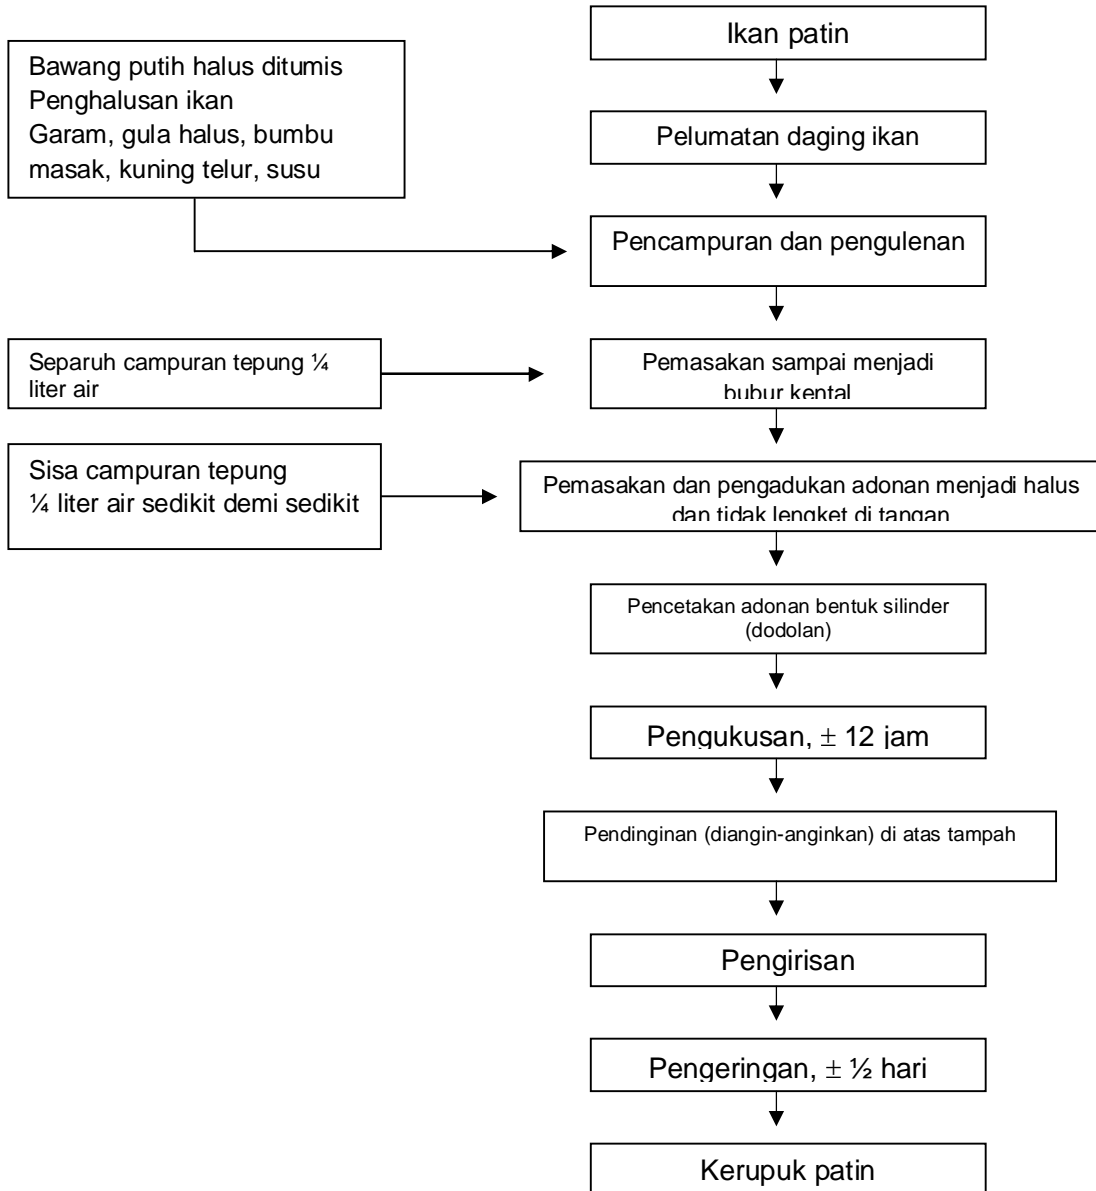 Ikan patin
Bawang putih halus ditumis
Penghalusan ikan
Garam, gula halus, bumbu
masak, kuning telur, susu
Pelumatan daging ikan
Pencampuran dan pengulenan
Separuh campuran tepung ¼
liter air
Pemasakan sampai menjadi
bubur kental
Sisa campuran tepung
¼ liter air sedikit demi sedikit
Pemasakan dan pengadukan adonan menjadi halus
dan tidak lengket di tangan
Pencetakan adonan bentuk silinder
(dodolan)
Pengukusan, ± 12 jam
Pendinginan (diangin-anginkan) di atas tampah
Pengirisan
Pengeringan, ± ½ hari
Kerupuk patin